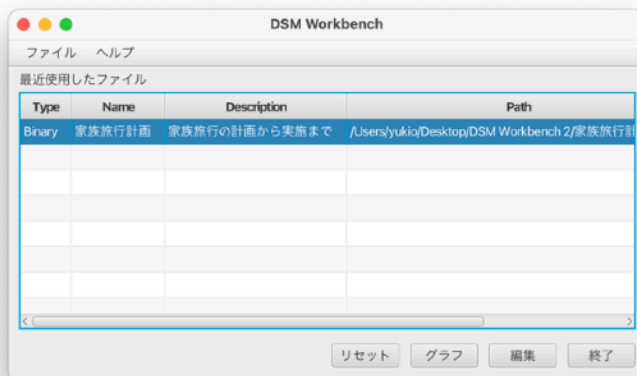 DSM Workbench
ファイル ヘルプ
最近使用したファイル
Type Name Description Path
Binary 家族旅行計画 家族旅行の計画から実施まで /Users/yukio/Desktop/DSM Workbench 2/家族旅行計
リセット グラフ 編集 終了